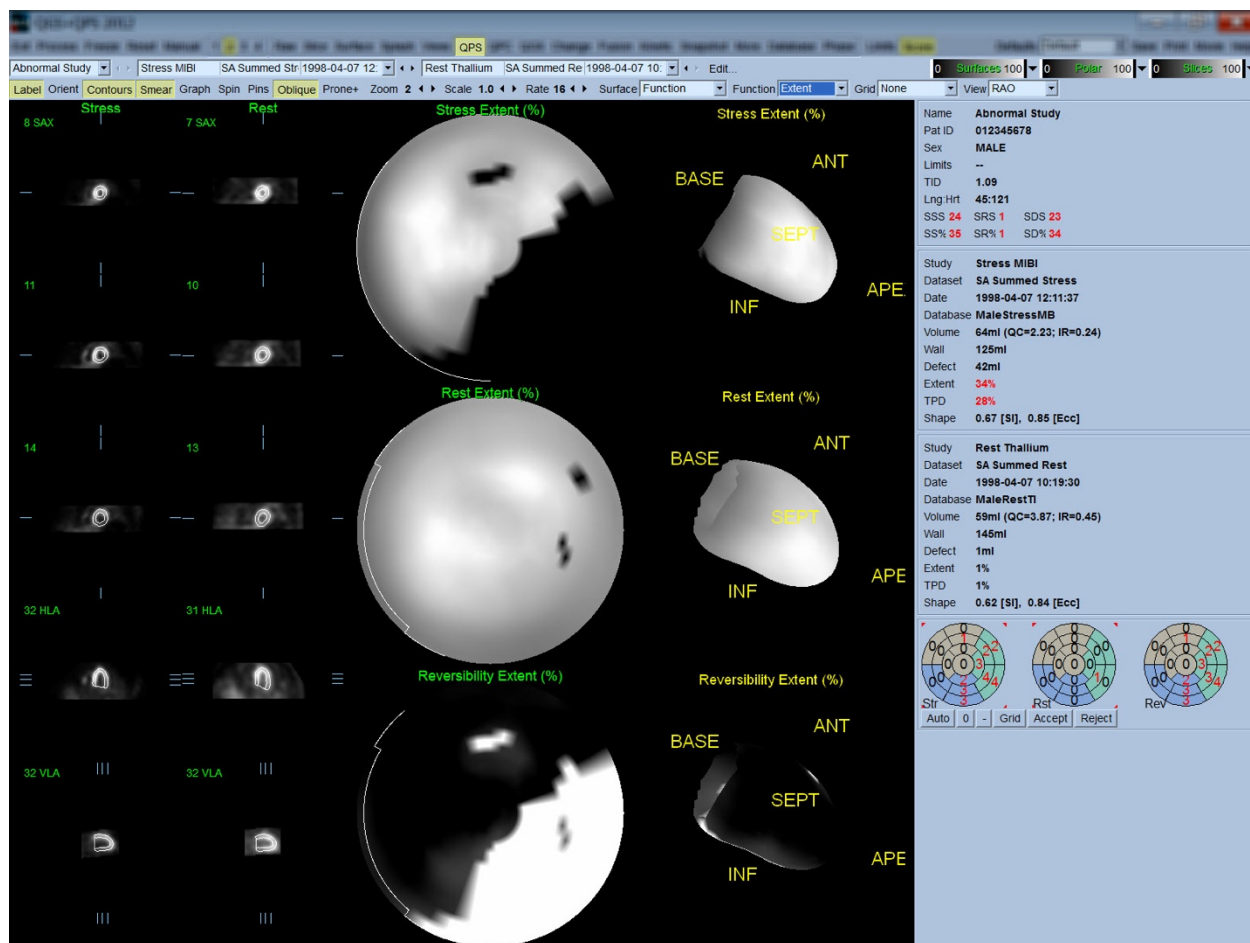 QGS+QPS 2012
QPS
Abnormal Study Stress MIBI SA Summed Str 1998-04-07 12: Rest Thallium SA Summed Re 1998-04-07 10: Edit... 0 Surfaces 100 0 Polar 100 0 Slices 100
Label Orient Contours Smear Graph Spin Pins Oblique Prone+ Zoom 2 Scale 1.0 Rate 16 Surface Function Function Extent Grid None View RAO
Stress Rest
8 SAX 7 SAX
11 10
14 13
32 HLA 31 HLA
32 VLA 32 VLA
Stress Extent (%)
Rest Extent (%)
Reversibility Extent (%)
Stress Extent (%)
ANT
BASE
SEPT
APE.
INF
Rest Extent (%)
ANT
BASE
SEPT
APE
INF
Reversibility Extent (%)
ANT
BASE
SEPT
APE
INF
Name Abnormal Study
Pat ID 012345678
Sex MALE
Limits --
TID 1.09
Lng:Hrt 45:121
SSS 24 SRS 1 SDS 23
SS% 35 SR% 1 SD% 34
Study Stress MIBI
Dataset SA Summed Stress
Date 1998-04-07 12:11:37
Database MaleStressMB
Volume 64ml (QC=2.23; IR=0.24)
Wall 125ml
Defect 42ml
Extent 34%
TPD 28%
Shape 0.67 [SI], 0.85 [Ecc]
Study Rest Thallium
Dataset SA Summed Rest
Date 1998-04-07 10:19:30
Database MaleRestTl
Volume 59ml (QC=3.87; IR=0.45)
Wall 145ml
Defect 1ml
Extent 1%
TPD 1%
Shape 0.62 [SI], 0.84 [Ecc]
Str Rst Rev
Auto 0 - Grid Accept Reject